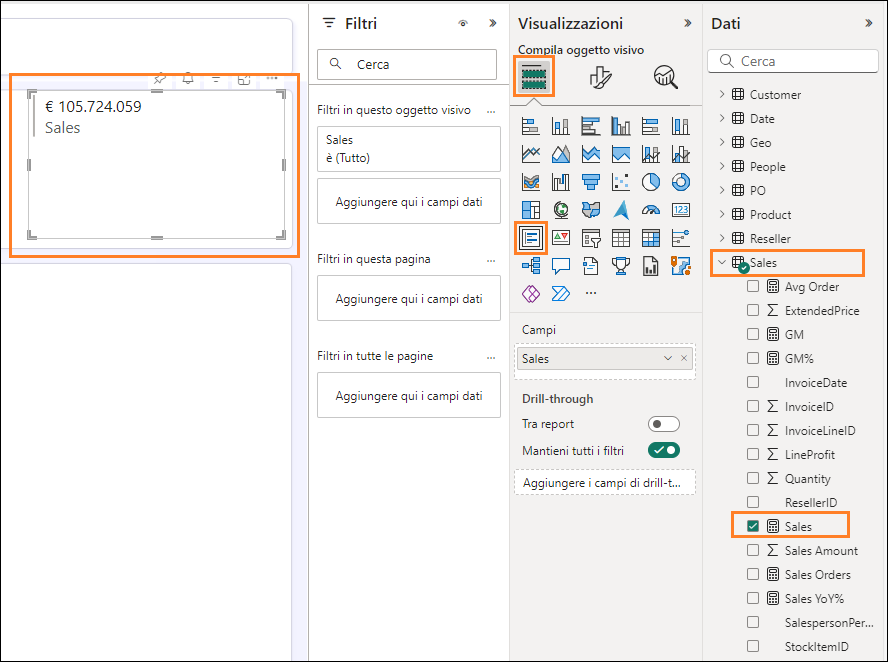 € 105.724.059
Sales
Filtri
Cerca
Filtri in questo oggetto visivo ...
Sales
è (Tutto)
Aggiungere qui i campi dati
Filtri in questa pagina ...
Aggiungere qui i campi dati
Filtri in tutte le pagine ...
Aggiungere qui i campi dati
Visualizzazioni
Compila oggetto visivo
123
...
Campi
Sales
Drill-through
Tra report
Mantieni tutti i filtri
Aggiungere i campi di drill-t...
Dati
Cerca
Customer
Date
Geo
People
PO
Product
Reseller
Sales
Avg Order
ExtendedPrice
GM
GM%
InvoiceDate
InvoiceID
InvoiceLineID
LineProfit
Quantity
ResellerID
Sales
Sales Amount
Sales Orders
Sales YoY%
SalespersonPer...
StockItemID